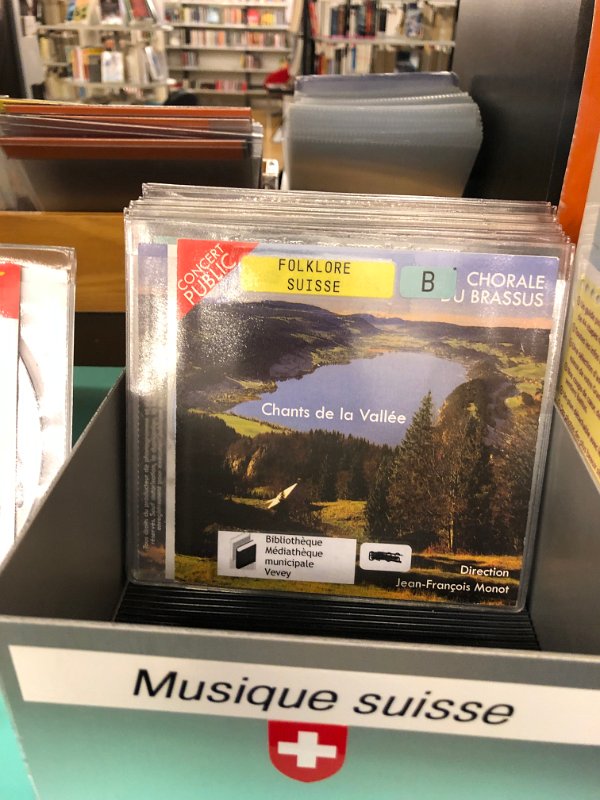 CONCERT
PUBLIC
FOLKLORE
SUISSE
B
CHORALE
DU BRASSUS
Chants de la Vallée
Bibliothèque
Médiathèque
municipale
Vevey
Direction
Jean-François Monot
Musique suisse